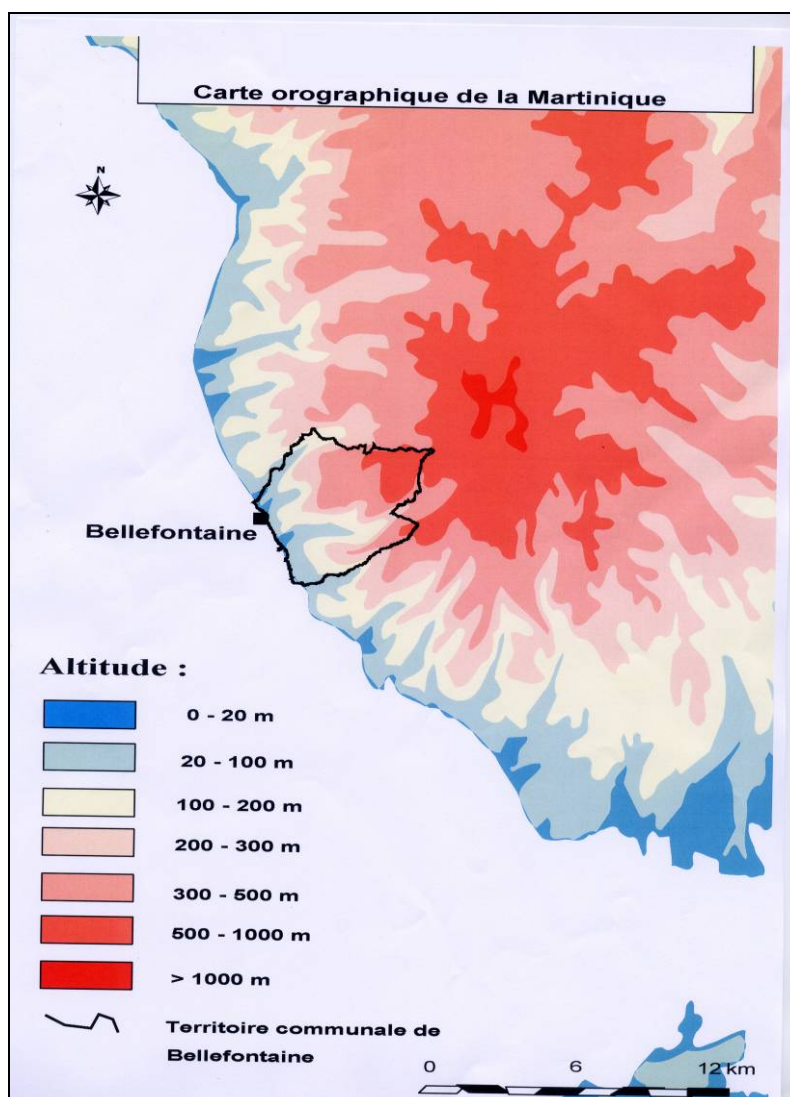 Carte orographique de la Martinique
N
Bellefontaine
Altitude :
0 - 20 m
20 - 100 m
100 - 200 m
200 - 300 m
300 - 500 m
500 - 1000 m
> 1000 m
Territoire communale de
Bellefontaine
0 6 12 km